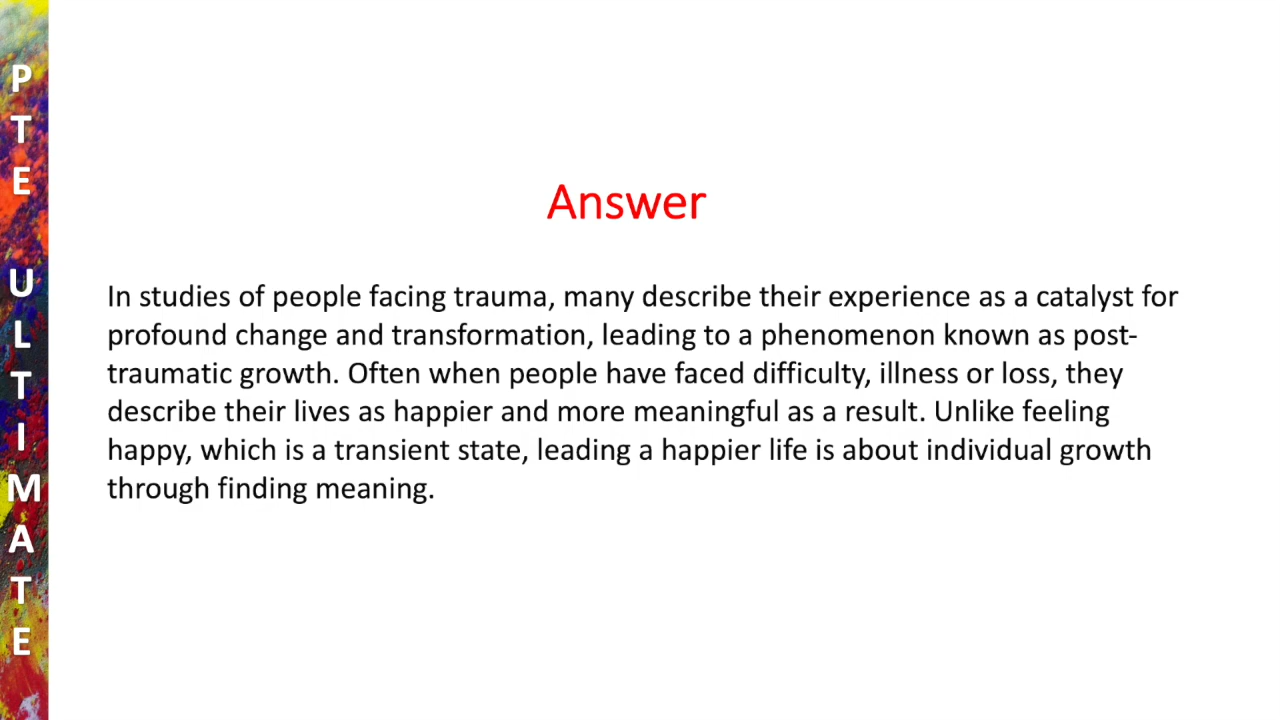 PTE ULTIMATE
Answer
In studies of people facing trauma, many describe their experience as a catalyst for
profound change and transformation, leading to a phenomenon known as post-
traumatic growth. Often when people have faced difficulty, illness or loss, they
describe their lives as happier and more meaningful as a result. Unlike feeling
happy, which is a transient state, leading a happier life is about individual growth
through finding meaning.